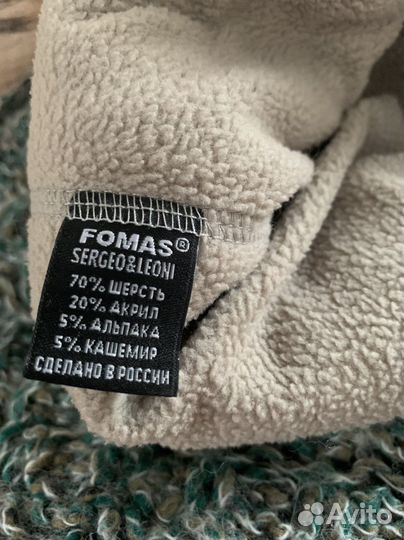 FOMAS®
SERGEO&LEONI
70% ШЕРСТЬ
20% АКРИЛ
5% АЛЬПАКА
5% КАШЕМИР
СДЕЛАНО В РОССИИ
Avito